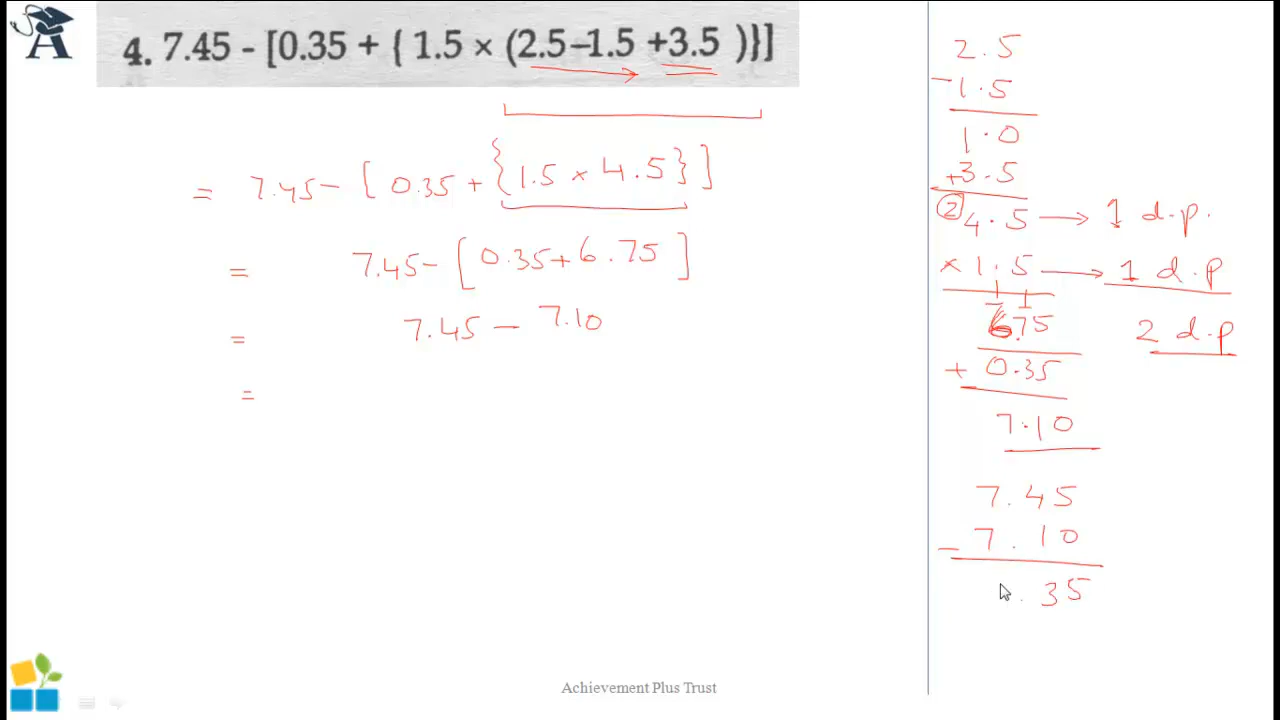 4. 7.45 - [0.35 + { 1.5 × (2.5-1.5 +3.5 )}]
= 7.45 - [ 0.35 + { 1.5 × 4.5 } ]
= 7.45 - [ 0.35 + 6.75 ]
= 7.45 - 7.10
=
2.5
- 1.5
1.0
+ 3.5
② 4.5 → 1 d.p.
× 1.5 → 1 d.p
6.75 2 d.p
+ 0.35
7.10
7.45
- 7.10
.35
Achievement Plus Trust